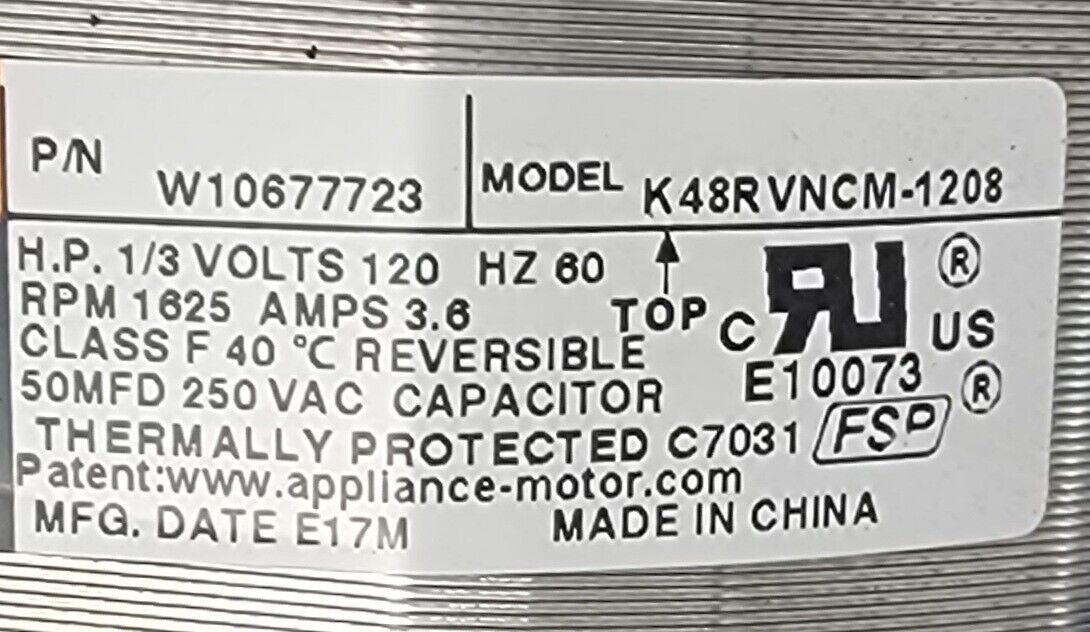 P/N W10677723 MODEL K48RVNCM-1208
H.P. 1/3 VOLTS 120 HZ 60
RPM 1625 AMPS 3.6 TOP
CLASS F 40 °C REVERSIBLE
50MFD 250 VAC CAPACITOR
THERMALLY PROTECTED C7031
Patent:www.appliance-motor.com
MFG. DATE E17M MADE IN CHINA
C RU US ®
E10073
FSP ®